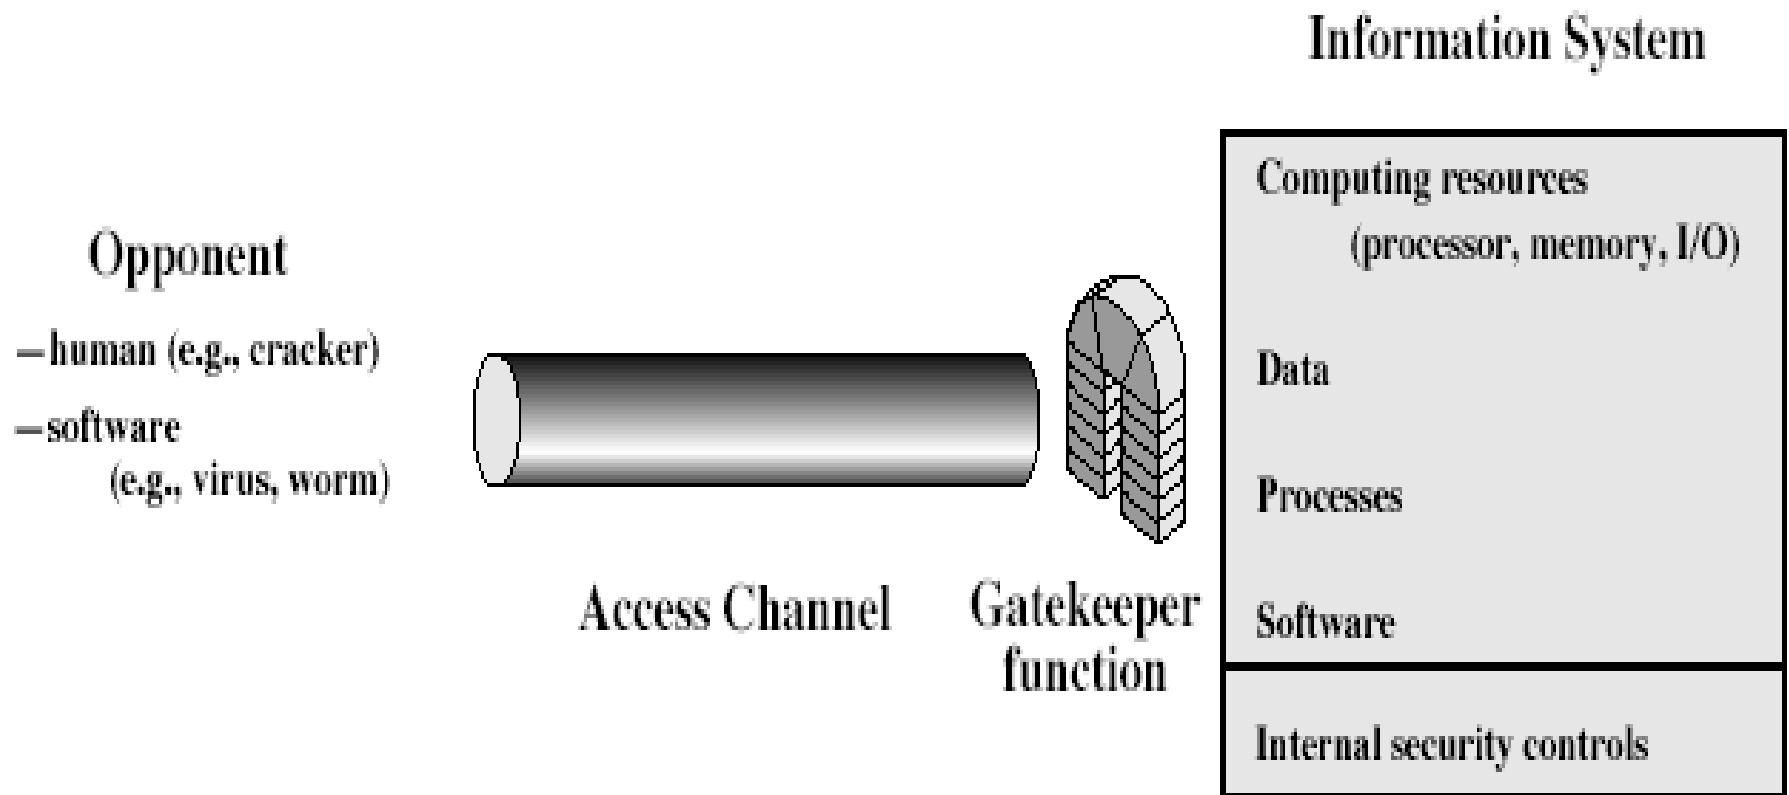 Information System
Opponent
–human (e.g., cracker)
–software
(e.g., virus, worm)
Access Channel
Gatekeeper
function
Computing resources
(processor, memory, I/O)
Data
Processes
Software
Internal security controls